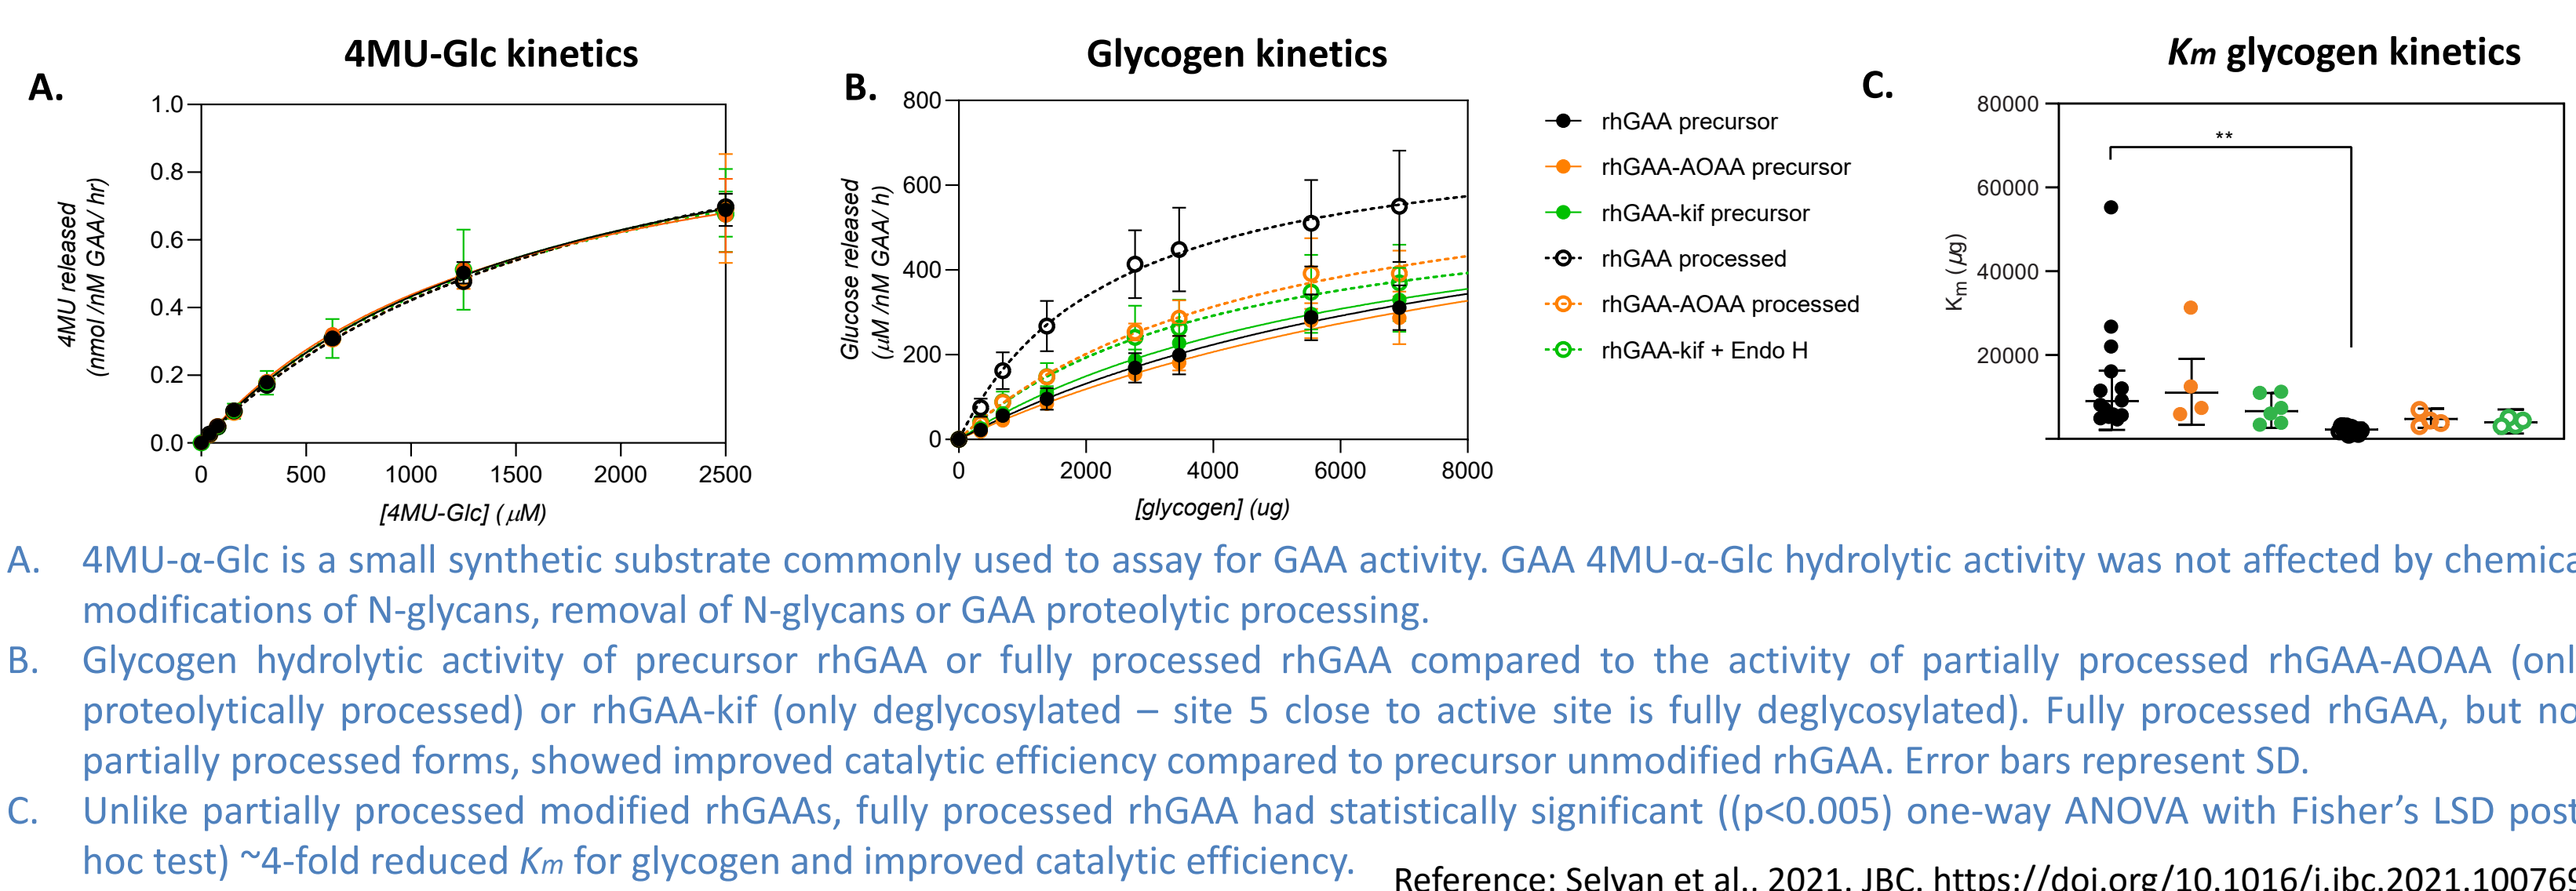 4MU-Glc kinetics
A.
1.0
0.8
0.6
0.4
0.2
0.0
4MU released
(nmol /nM GAA/ hr)
0 500 1000 1500 2000 2500
[4MU-Glc] ( μM)
Glycogen kinetics
B.
800
600
400
200
0
Glucose released
(μM /nM GAA/ h)
0 2000 4000 6000 8000
[glycogen] (ug)
rhGAA precursor
rhGAA-AOAA precursor
rhGAA-kif precursor
rhGAA processed
rhGAA-AOAA processed
rhGAA-kif + Endo H
Km glycogen kinetics
C.
80000
60000
40000
20000
Km ( μg)
**
A. 4MU-α-Glc is a small synthetic substrate commonly used to assay for GAA activity. GAA 4MU-α-Glc hydrolytic activity was not affected by chemica
modifications of N-glycans, removal of N-glycans or GAA proteolytic processing.
B. Glycogen hydrolytic activity of precursor rhGAA or fully processed rhGAA compared to the activity of partially processed rhGAA-AOAA (onl
proteolytically processed) or rhGAA-kif (only deglycosylated – site 5 close to active site is fully deglycosylated). Fully processed rhGAA, but no
partially processed forms, showed improved catalytic efficiency compared to precursor unmodified rhGAA. Error bars represent SD.
C. Unlike partially processed modified rhGAAs, fully processed rhGAA had statistically significant ((p<0.005) one-way ANOVA with Fisher’s LSD post
hoc test) ~4-fold reduced Km for glycogen and improved catalytic efficiency.
Reference: Selvan et al., 2021. JBC. https://doi.org/10.1016/j.jbc.2021.10076